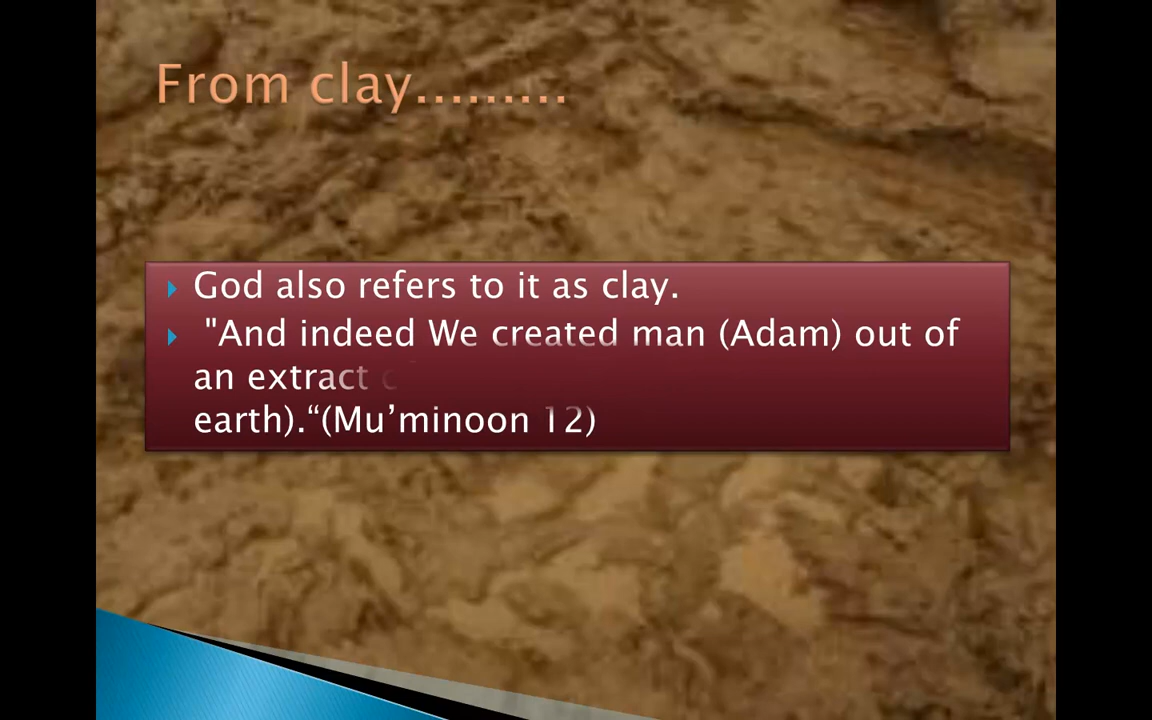 From clay.........
God also refers to it as clay.
"And indeed We created man (Adam) out of
an extract
earth).“(Mu’minoon 12)